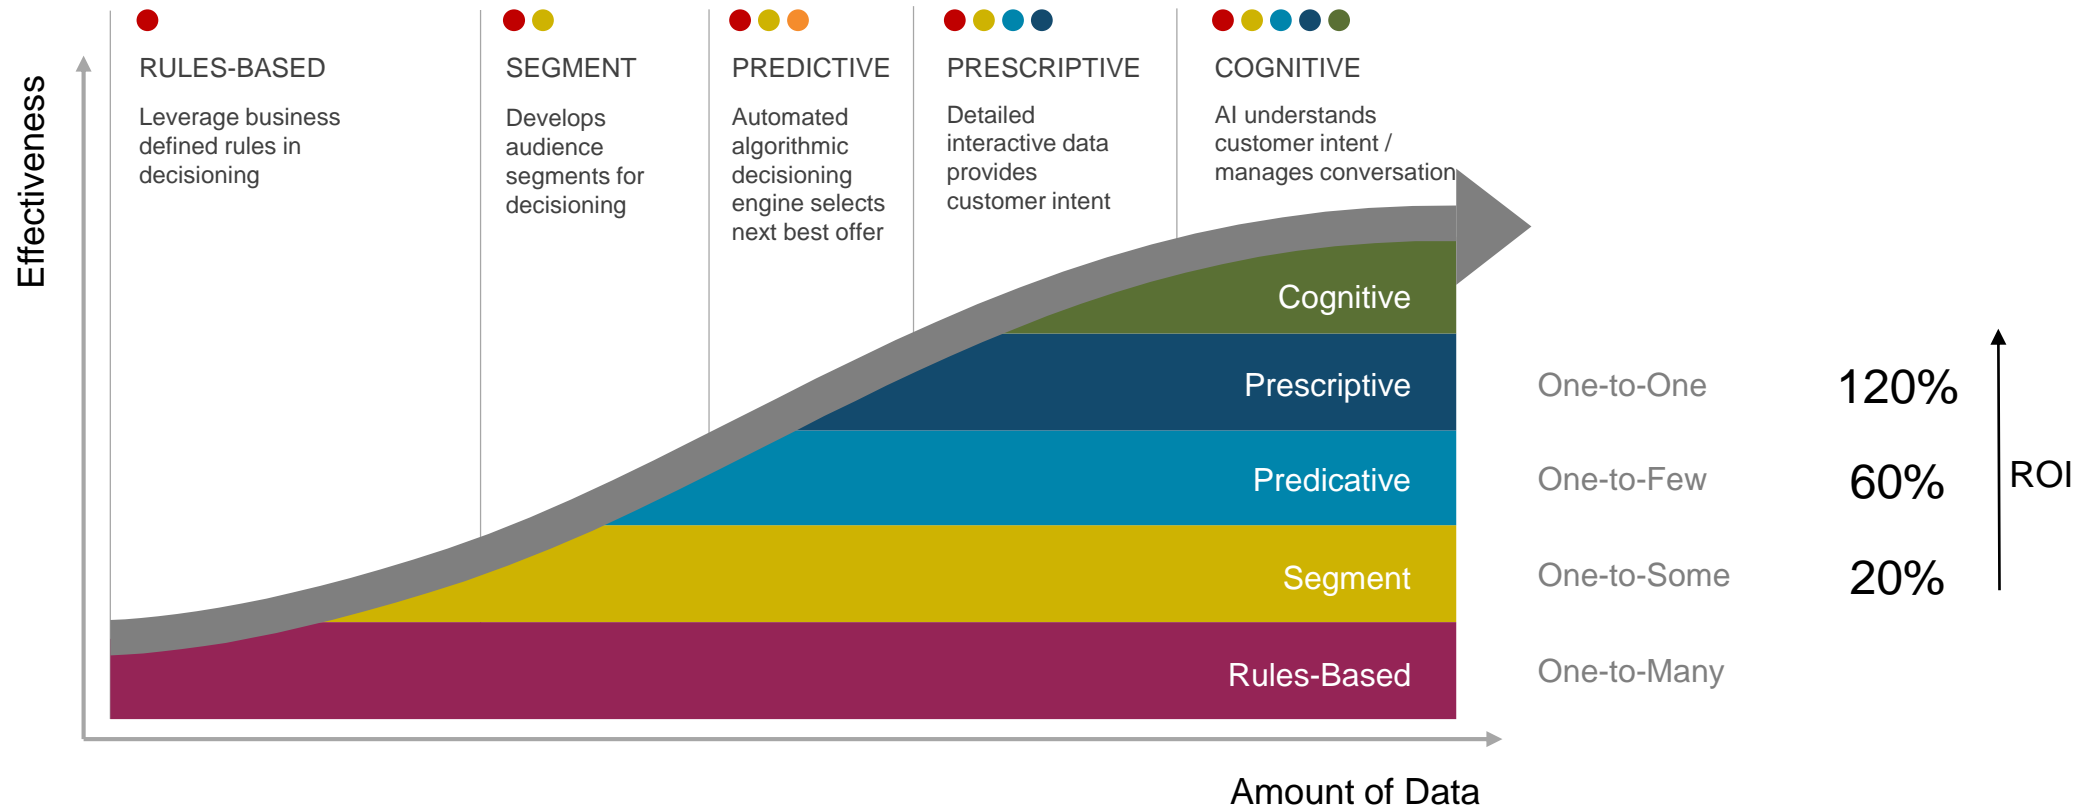 Effectiveness
RULES-BASED
Leverage business
defined rules in
decisioning
SEGMENT
Develops
audience
segments for
decisioning
PREDICTIVE
Automated
algorithmic
decisioning
engine selects
next best offer
PRESCRIPTIVE
Detailed
interactive data
provides
customer intent
COGNITIVE
AI understands
customer intent /
manages conversation
Cognitive
Prescriptive
One-to-One
120%
Predicative
One-to-Few
60%
ROI
Segment
One-to-Some
20%
Rules-Based
One-to-Many
Amount of Data